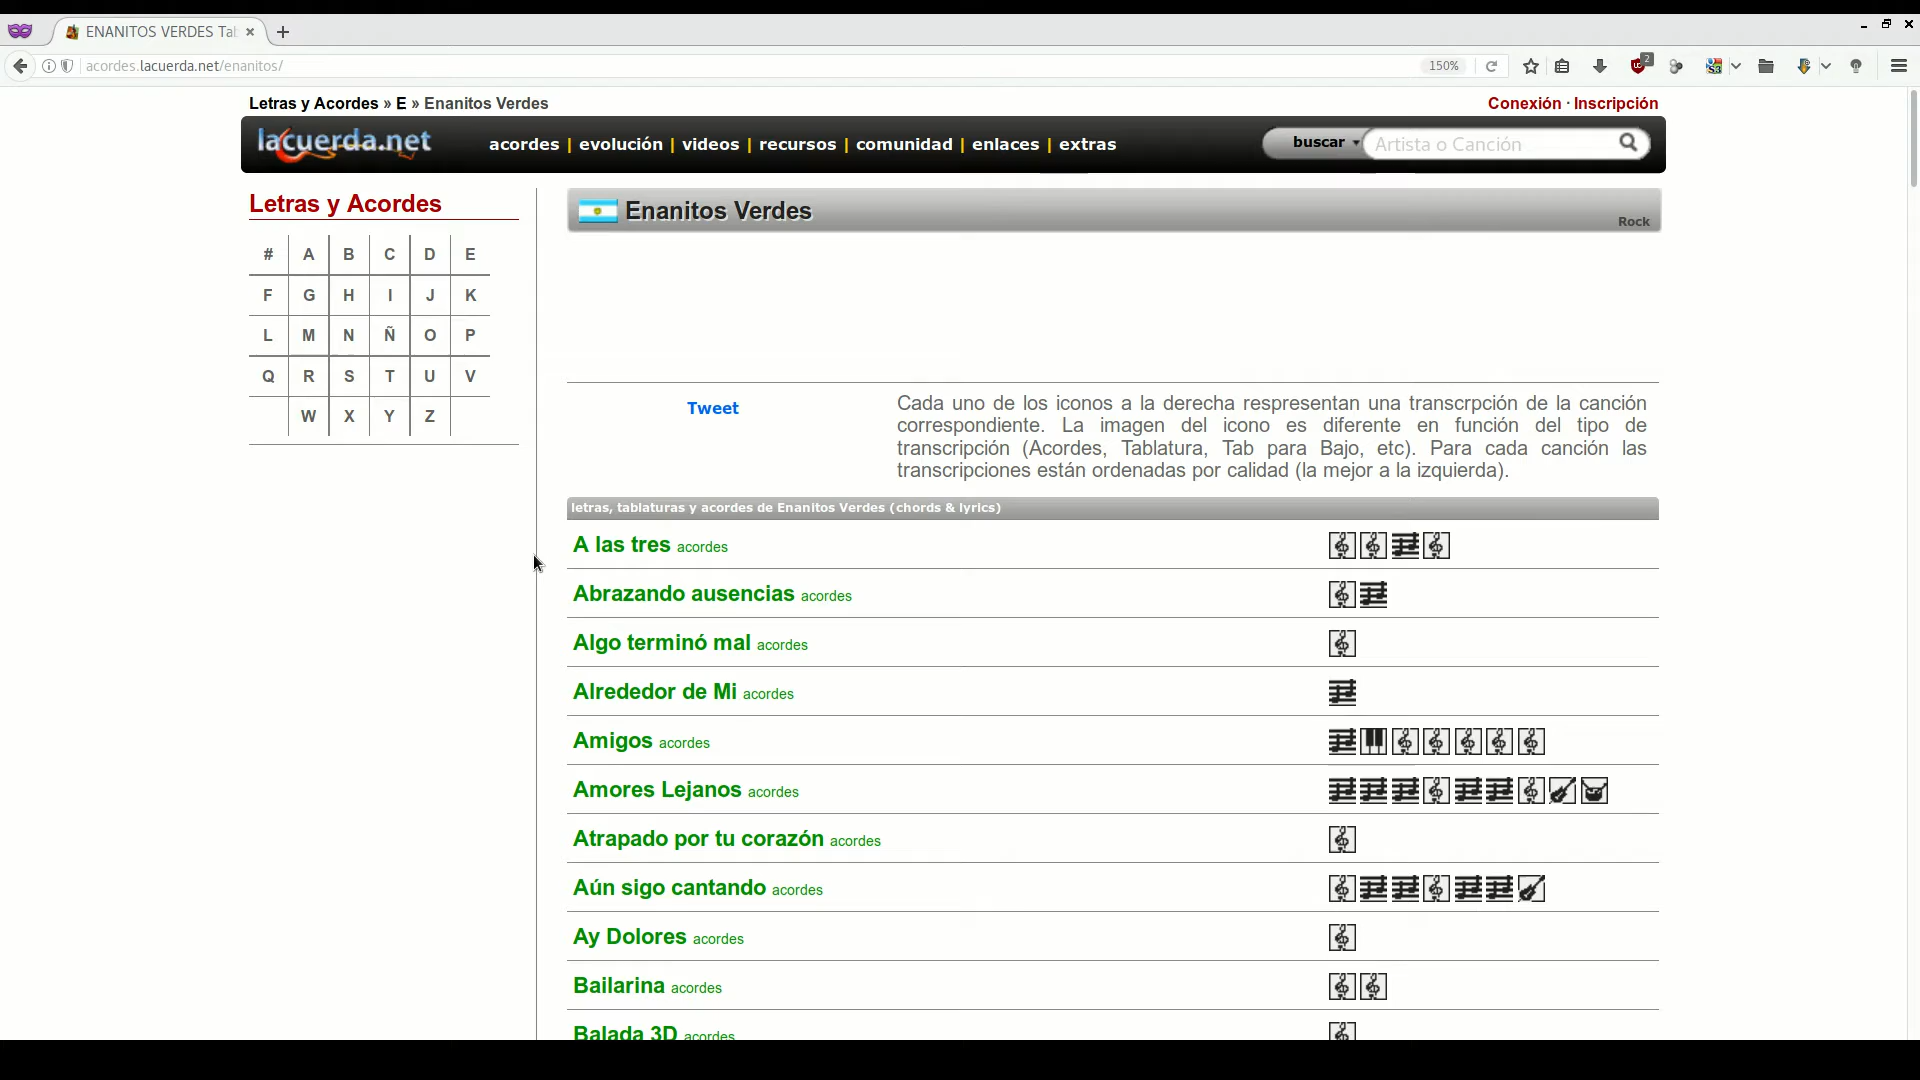 ENANITOS VERDES Tab
acordes.lacuerda.net/enanitos/
150%
2
Letras y Acordes » E » Enanitos Verdes
Conexión · Inscripción
lacuerda.net
acordes | evolución | videos | recursos | comunidad | enlaces | extras
buscar
Artista o Canción
Letras y Acordes
# A B C D E
F G H I J K
L M N Ñ O P
Q R S T U V
W X Y Z
Enanitos Verdes
Rock
Tweet
Cada uno de los iconos a la derecha respresentan una transcrpción de la canción
correspondiente. La imagen del icono es diferente en función del tipo de
transcripción (Acordes, Tablatura, Tab para Bajo, etc). Para cada canción las
transcripciones están ordenadas por calidad (la mejor a la izquierda).
letras, tablaturas y acordes de Enanitos Verdes (chords & lyrics)
A las tres acordes
Abrazando ausencias acordes
Algo terminó mal acordes
Alrededor de Mi acordes
Amigos acordes
Amores Lejanos acordes
Atrapado por tu corazón acordes
Aún sigo cantando acordes
Ay Dolores acordes
Bailarina acordes
Balada 3D acordes